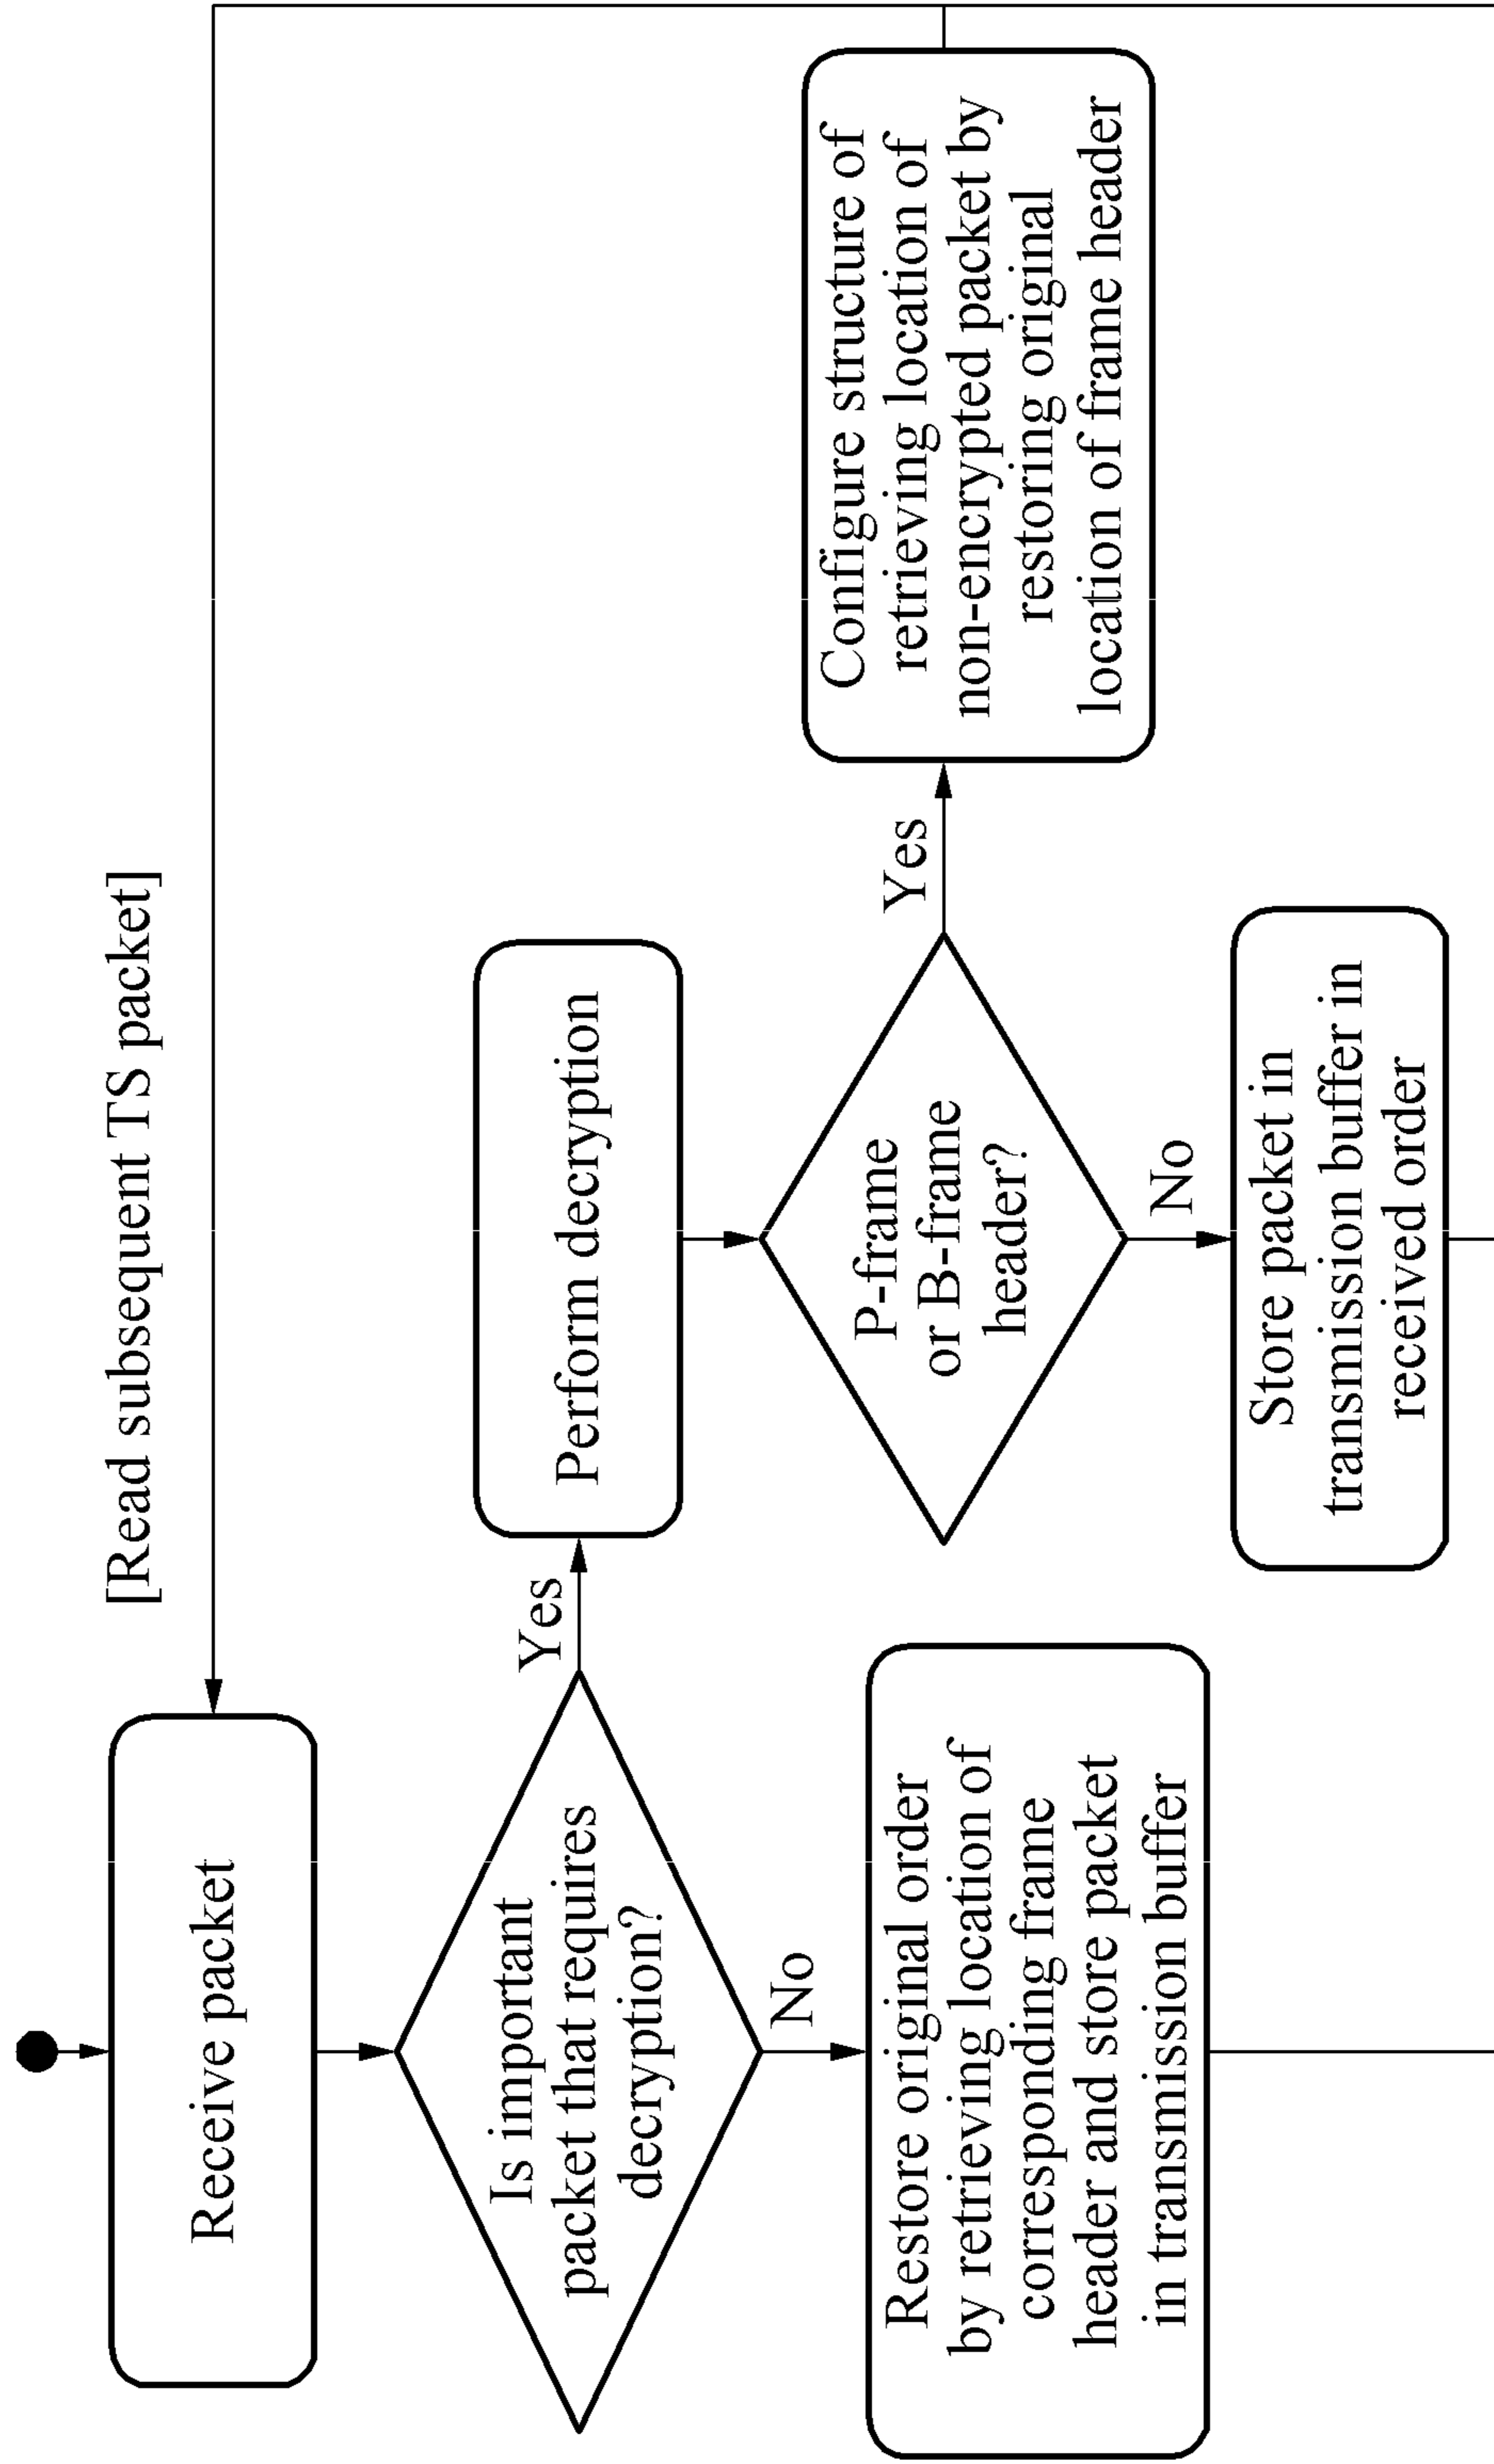 [Read subsequent TS packet]
Receive packet
Is important
packet that requires
decryption?
Yes
Perform decryption
No
P-frame
or B-frame
header?
Yes
Configure structure of
retrieving location of
non-encrypted packet by
restoring original
location of frame header
Restore original order
by retrieving location of
corresponding frame
header and store packet
in transmission buffer
No
Store packet in
transmission buffer in
received order